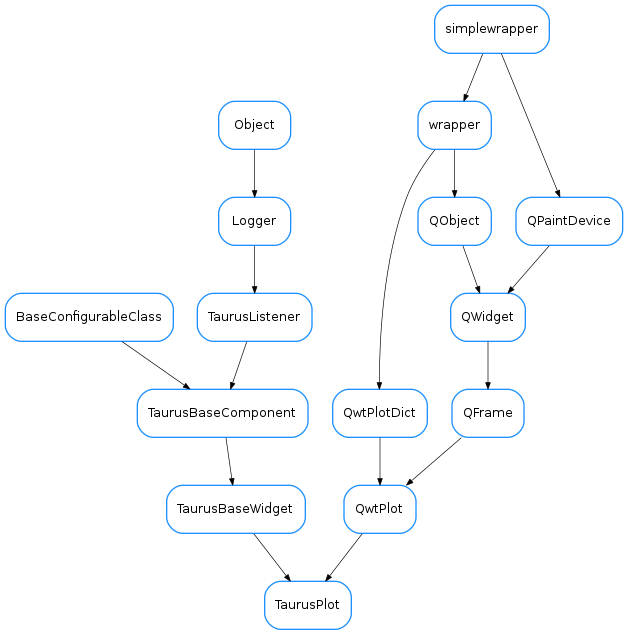 simplewrapper
Object
wrapper
Logger
QObject
QPaintDevice
BaseConfigurableClass
TaurusListener
QWidget
TaurusBaseComponent
QwtPlotDict
QFrame
TaurusBaseWidget
QwtPlot
TaurusPlot